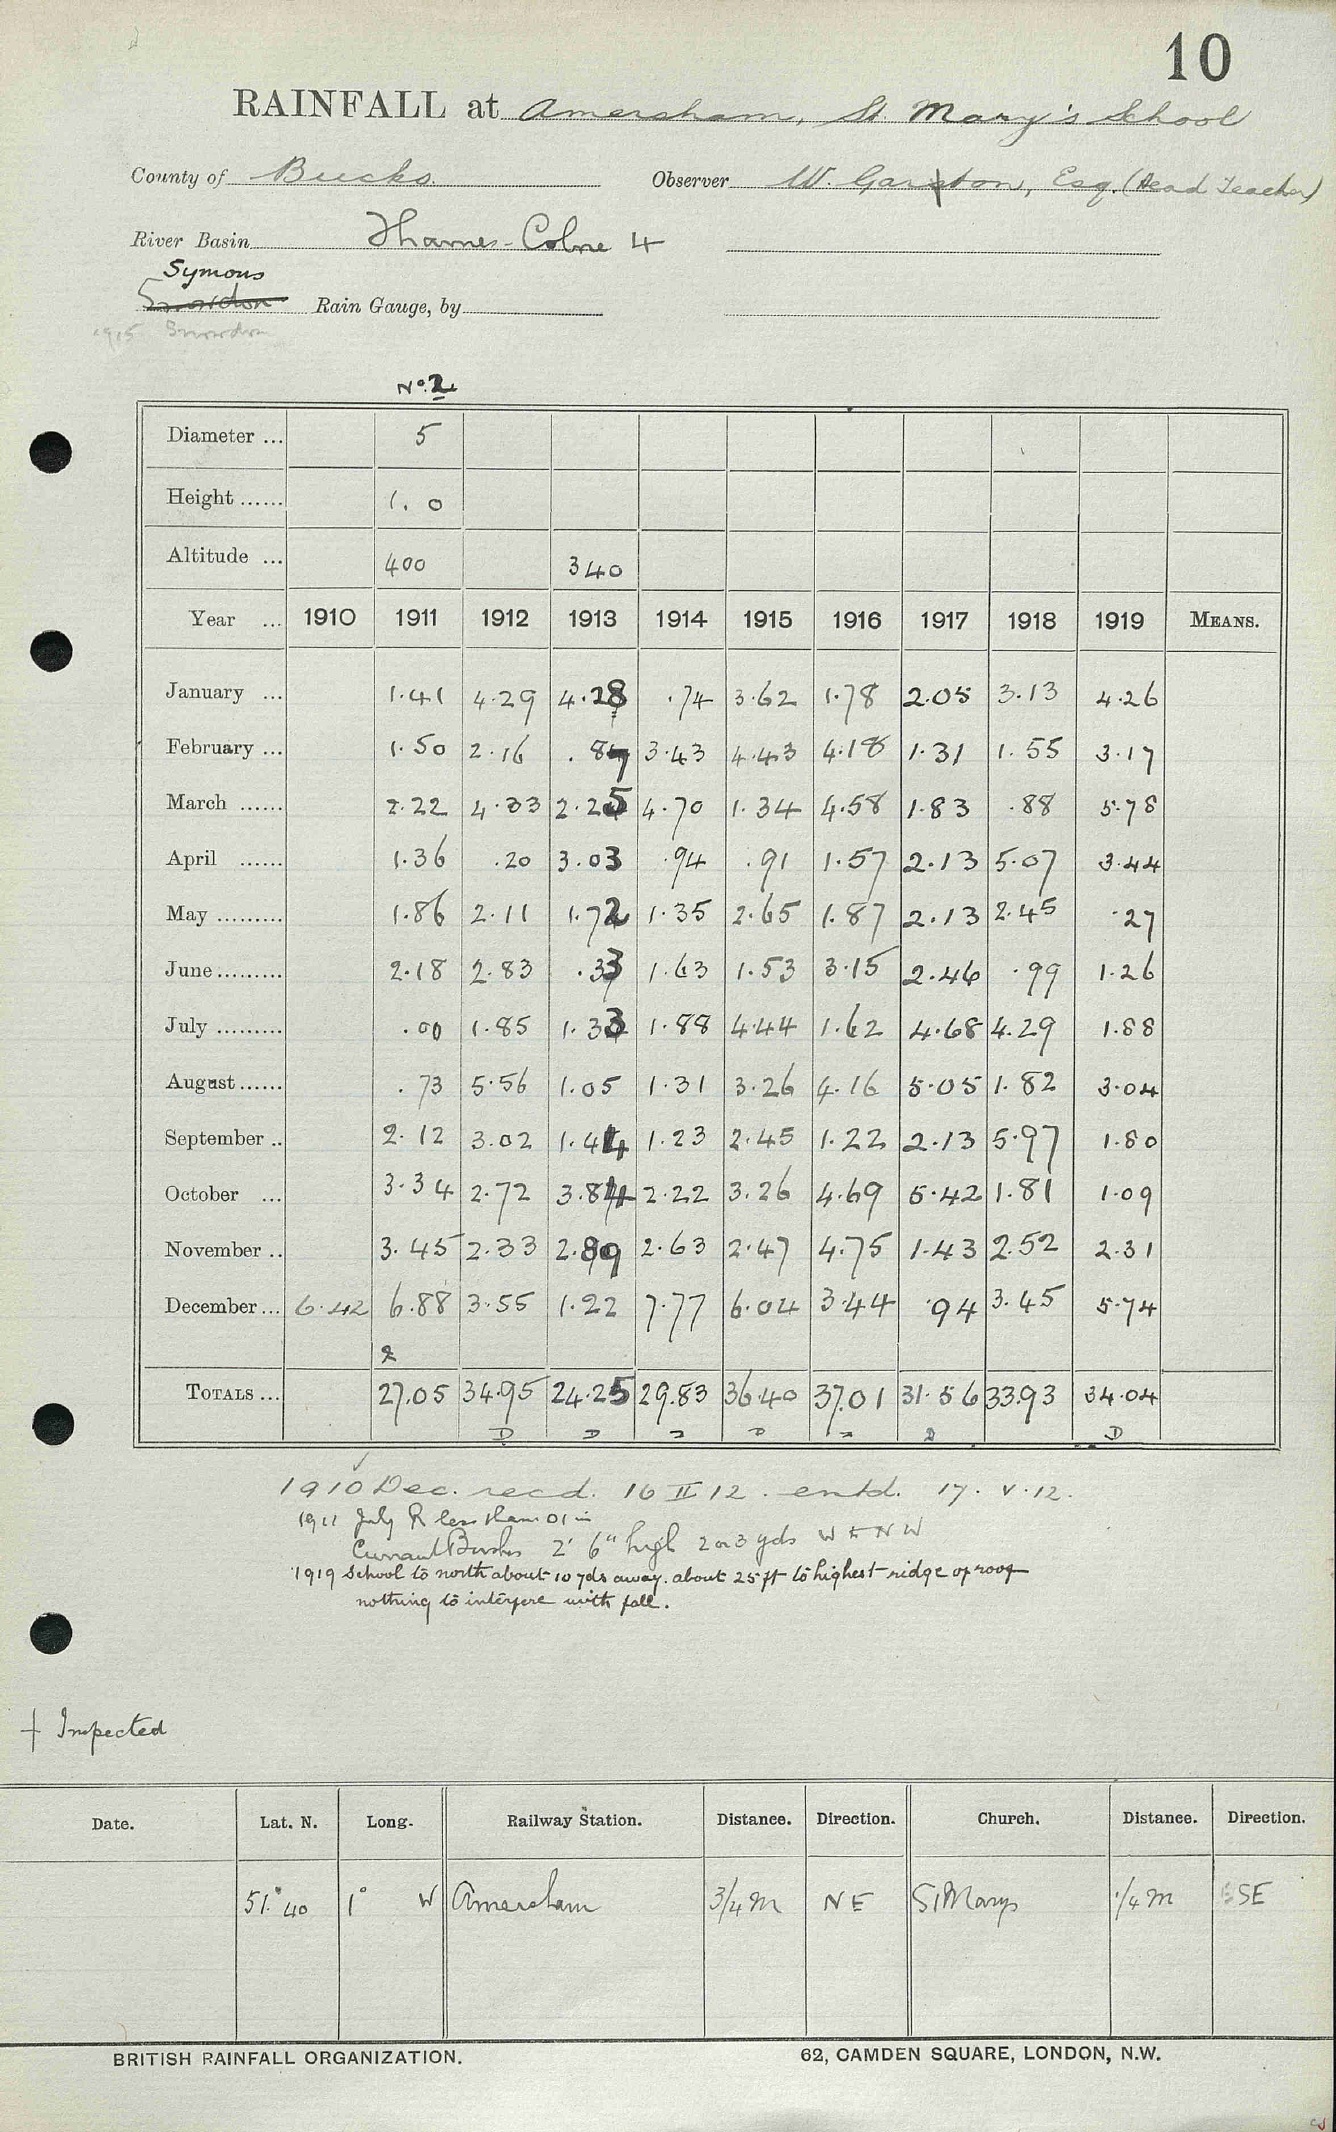 10
RAINFALL at Amersham, St. Mary's School
County of Bucks. Observer W. Garston, Esq. (Head Teacher)
River Basin Thames-Colne 4
Symons
Snowdon Rain Gauge, by
1915 Snowdon
No. 2
Diameter ... 5
Height ...... 1. 0
Altitude ... 400 340
Year ... 1910 1911 1912 1913 1914 1915 1916 1917 1918 1919 MEANS.
January ... 1.41 4.29 4.28 .74 3.62 1.78 2.05 3.13 4.26
February ... 1.50 2.16 .87 3.43 4.43 4.18 1.31 1.55 3.17
March ...... 2.22 4.33 2.25 4.70 1.34 4.58 1.83 .88 5.78
April ...... 1.36 .20 3.03 .94 .91 1.57 2.13 5.07 3.44
May ......... 1.86 2.11 1.72 1.35 2.65 1.87 2.13 2.45 .27
June ......... 2.18 2.83 .33 1.63 1.53 3.15 2.46 .99 1.26
July ......... .00 1.85 1.33 1.88 4.44 1.62 4.68 4.29 1.88
August ...... .73 5.56 1.05 1.31 3.26 4.16 5.05 1.82 3.04
September .. 2.12 3.02 1.44 1.23 2.45 1.22 2.13 5.97 1.80
October ... 3.34 2.72 3.84 2.22 3.26 4.69 5.42 1.81 1.09
November .. 3.45 2.33 2.89 2.63 2.47 4.75 1.43 2.52 2.31
December ... 6.42 6.88 3.55 1.22 7.77 6.04 3.44 .94 3.45 5.74
TOTALS ... 27.05 34.95 24.25 29.83 36.40 37.01 31.56 33.93 34.04
D D D D
1910 Dec. recd. 16 II 12. entd. 17. v. 12.
1911 July R less than 01 in
Currant Bushes 2' 6" high 2 or 3 yds W & N W
1919 School to north about 10 yds away. about 25 ft to highest ridge of roof
nothing to interfere with fall.
† Inspected
Date. Lat. N. Long. Railway Station. Distance. Direction. Church. Distance. Direction.
51° 40 1° W Amersham 3/4 m NE St Marys 1/4 m SSE
BRITISH RAINFALL ORGANIZATION. 62, CAMDEN SQUARE, LONDON, N.W.